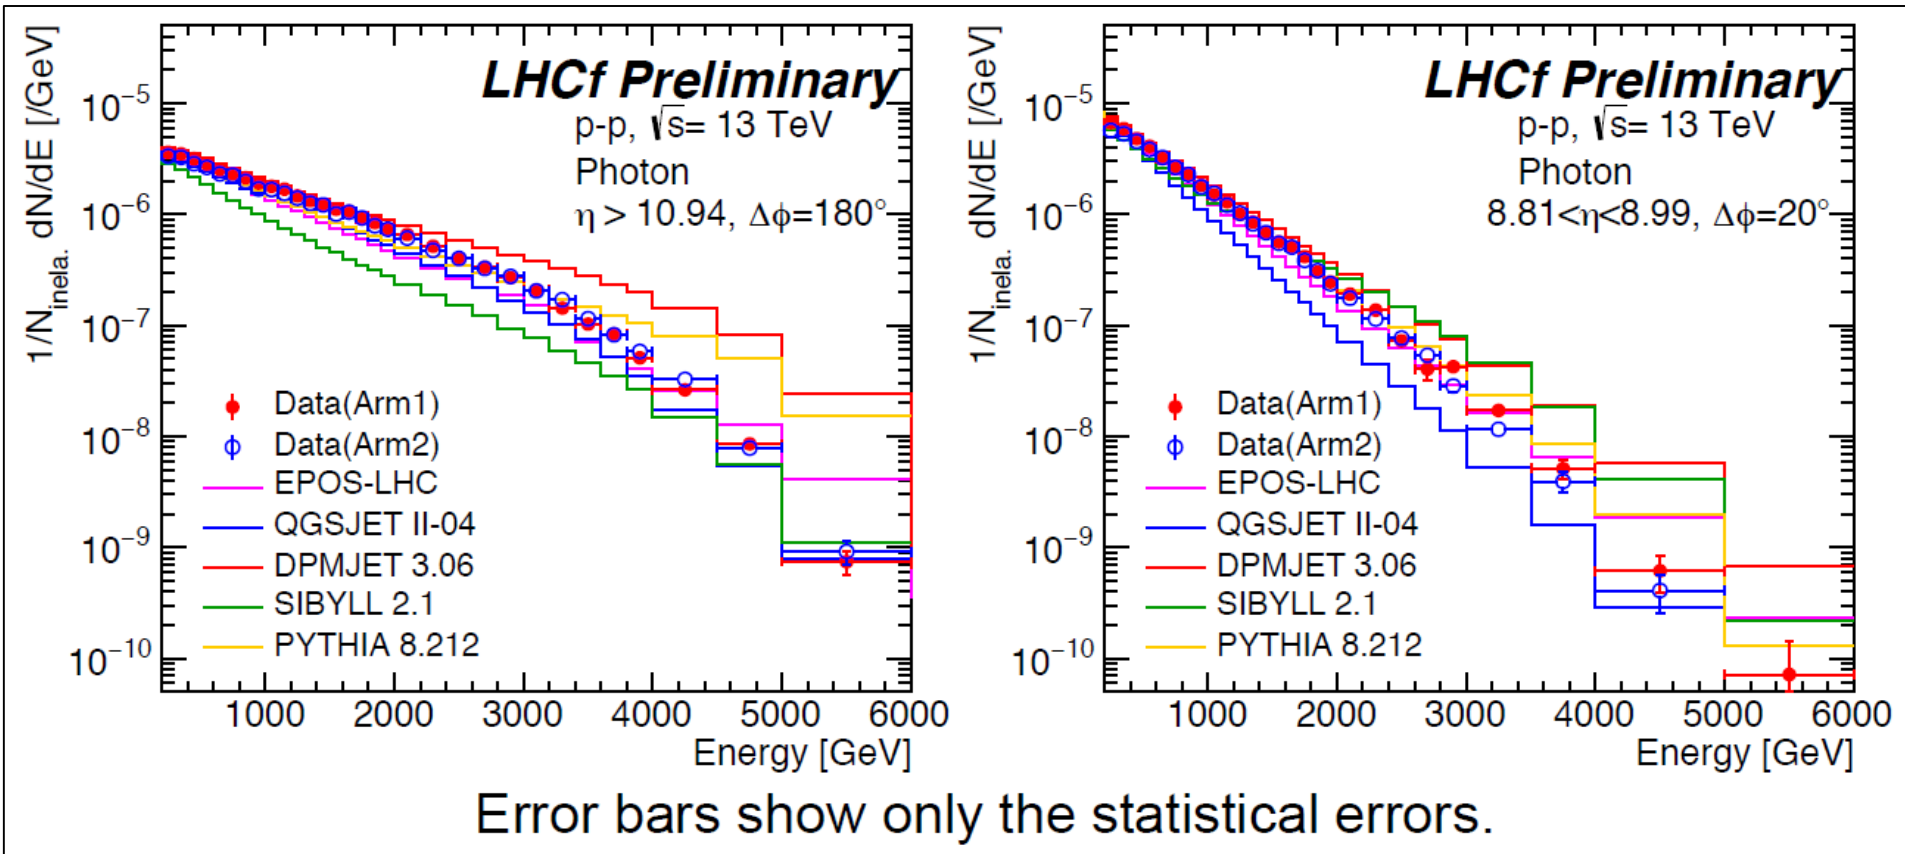 1/N_inela. dN/dE [/GeV]
10⁻⁵
10⁻⁶
10⁻⁷
10⁻⁸
10⁻⁹
10⁻¹⁰
LHCf Preliminary
p-p, √s= 13 TeV
Photon
η > 10.94, Δϕ=180°
Data(Arm1)
Data(Arm2)
EPOS-LHC
QGSJET II-04
DPMJET 3.06
SIBYLL 2.1
PYTHIA 8.212
1000 2000 3000 4000 5000 6000
Energy [GeV]
1/N_inela. dN/dE [/GeV]
10⁻⁵
10⁻⁶
10⁻⁷
10⁻⁸
10⁻⁹
10⁻¹⁰
LHCf Preliminary
p-p, √s= 13 TeV
Photon
8.81<η<8.99, Δϕ=20°
Data(Arm1)
Data(Arm2)
EPOS-LHC
QGSJET II-04
DPMJET 3.06
SIBYLL 2.1
PYTHIA 8.212
1000 2000 3000 4000 5000 6000
Energy [GeV]
Error bars show only the statistical errors.